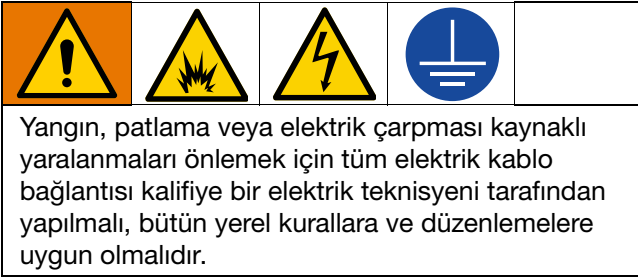 Yangın, patlama veya elektrik çarpması kaynaklı
yaralanmaları önlemek için tüm elektrik kablo
bağlantısı kalifiye bir elektrik teknisyeni tarafından
yapılmalı, bütün yerel kurallara ve düzenlemelere
uygun olmalıdır.